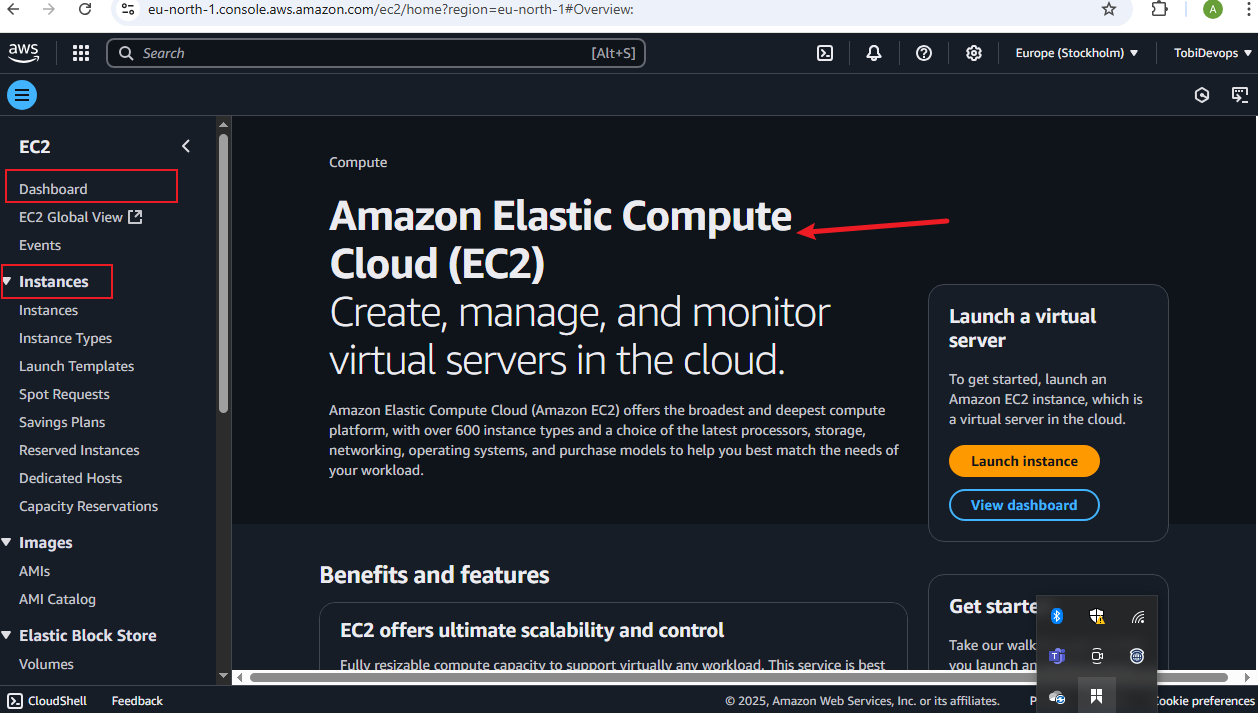 eu-north-1.console.aws.amazon.com/ec2/home?region=eu-north-1#Overview:
A
aws
Search
[Alt+S]
Europe (Stockholm)
TobiDevops
EC2
Dashboard
EC2 Global View
Events
Instances
Instances
Instance Types
Launch Templates
Spot Requests
Savings Plans
Reserved Instances
Dedicated Hosts
Capacity Reservations
Images
AMIs
AMI Catalog
Elastic Block Store
Volumes
Compute
Amazon Elastic Compute
Cloud (EC2)
Create, manage, and monitor
virtual servers in the cloud.
Amazon Elastic Compute Cloud (Amazon EC2) offers the broadest and deepest compute
platform, with over 600 instance types and a choice of the latest processors, storage,
networking, operating systems, and purchase models to help you best match the needs of
your workload.
Launch a virtual
server
To get started, launch an
Amazon EC2 instance, which is
a virtual server in the cloud.
Launch instance
View dashboard
Benefits and features
EC2 offers ultimate scalability and control
Fully resizable compute capacity to support virtually any workload. This service is best
Get starte
Take our walk
you launch an
CloudShell
Feedback
© 2025, Amazon Web Services, Inc. or its affiliates.
P
ookie preferences